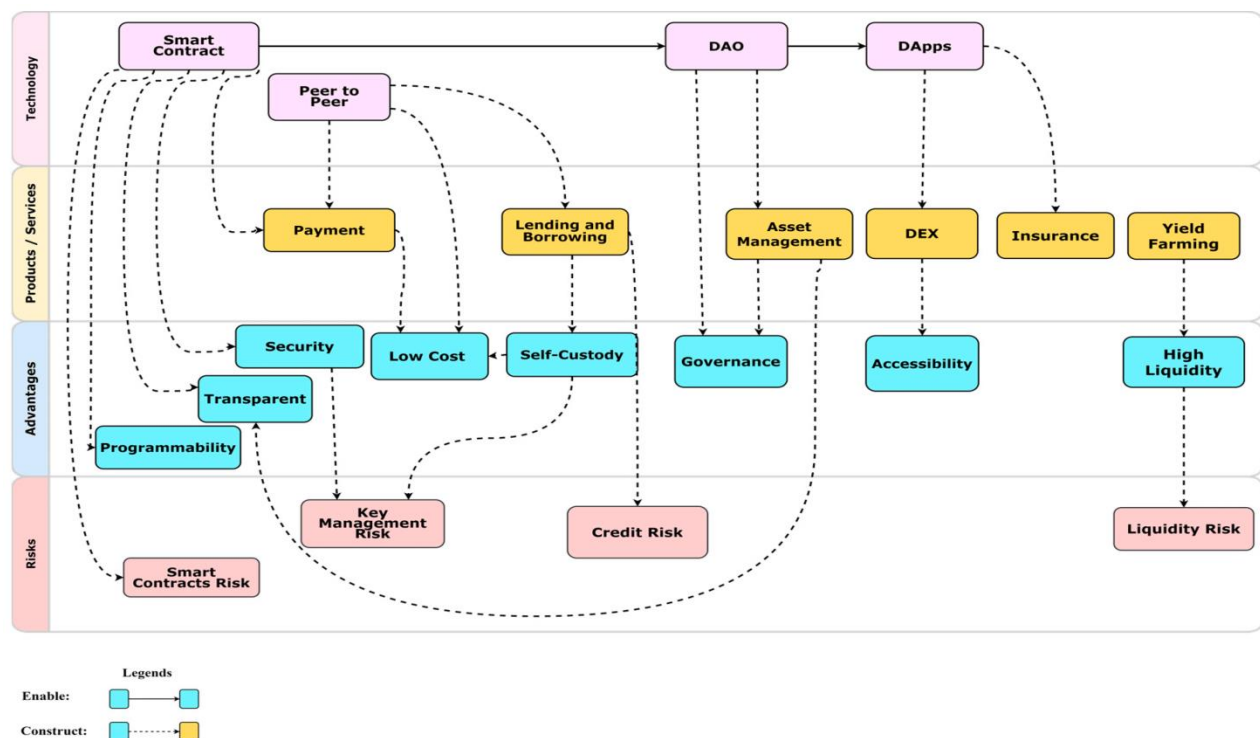 Technology
Smart
Contract
DAO
DApps
Peer to
Peer
Products / Services
Payment
Lending and
Borrowing
Asset
Management
DEX
Insurance
Yield
Farming
Advantages
Security
Low Cost
Self-Custody
Governance
Accessibility
High
Liquidity
Transparent
Programmability
Risks
Key
Management
Risk
Credit Risk
Liquidity Risk
Smart
Contracts Risk
Legends
Enable:
Construct: